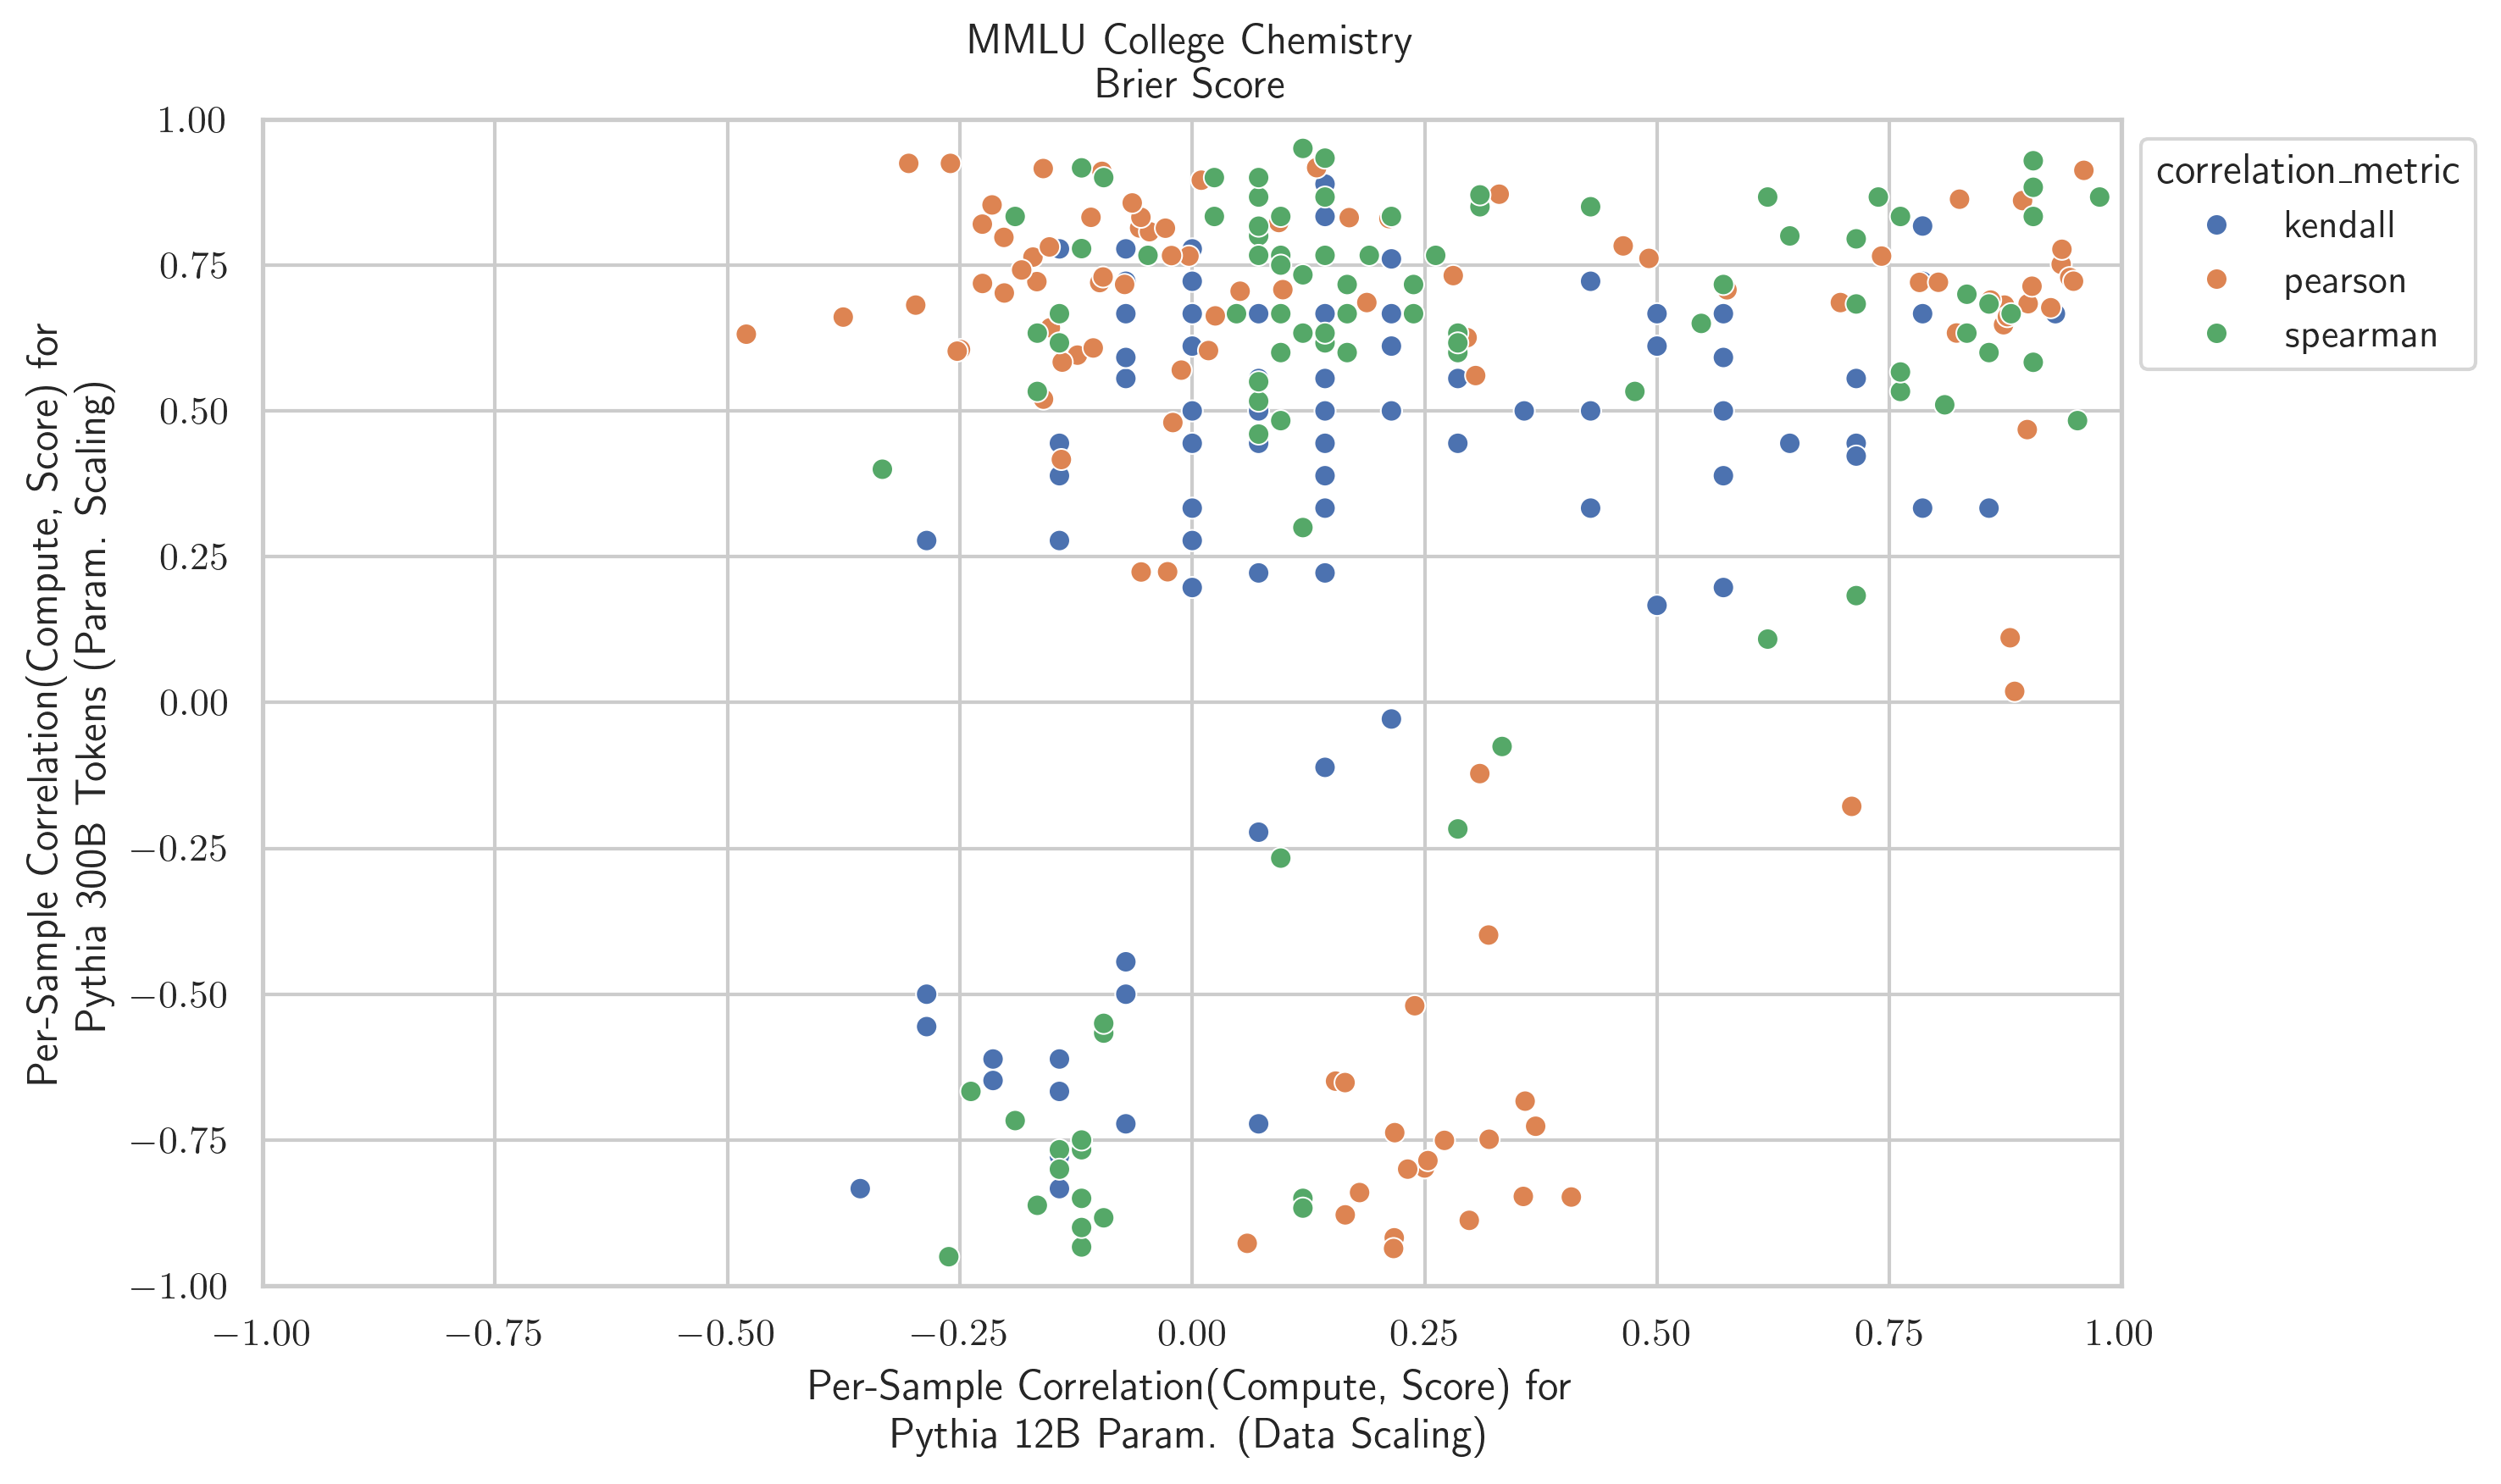 MMLU College Chemistry
Brier Score
Per-Sample Correlation(Compute, Score) for
Pythia 300B Tokens (Param. Scaling)
1.00
0.75
0.50
0.25
0.00
−0.25
−0.50
−0.75
−1.00
−1.00 −0.75 −0.50 −0.25 0.00 0.25 0.50 0.75 1.00
Per-Sample Correlation(Compute, Score) for
Pythia 12B Param. (Data Scaling)
correlation_metric
kendall
pearson
spearman